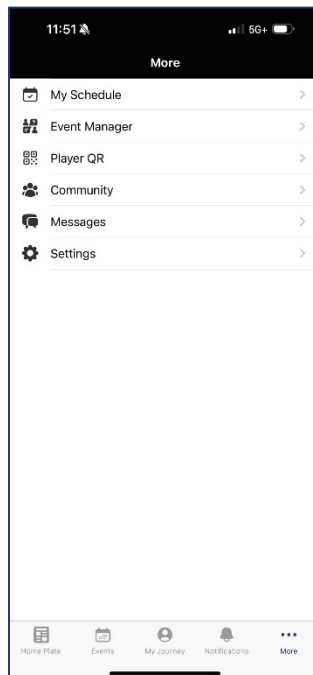 11:51
5G+
More
My Schedule
Event Manager
Player QR
Community
Messages
Settings
Home Plate Events My Journey Notifications More